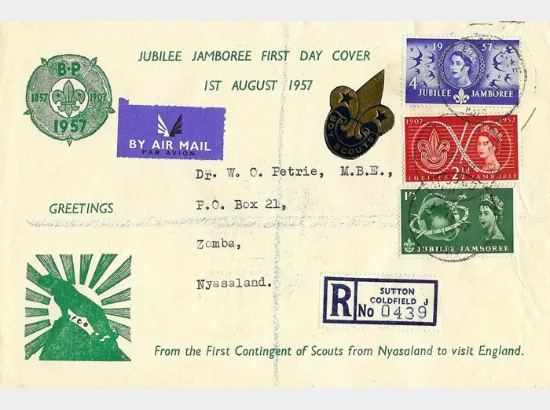 JUBILEE JAMBOREE FIRST DAY COVER
1ST AUGUST 1957
B-P
1857 1907
1957
BY AIR MAIL
PAR AVION
BOY SCOUTS
1957
4D
JUBILEE JAMBOREE
1907 1957
2½D
JUBILEE JAMBOREE
1/3
JUBILEE JAMBOREE
Dr. W. O. Petrie, M.B.E.,
P.O. Box 21,
Zomba,
Nyasaland.
GREETINGS
R
SUTTON
COLDFIELD J
No 0439
From the First Contingent of Scouts from Nyasaland to visit England.